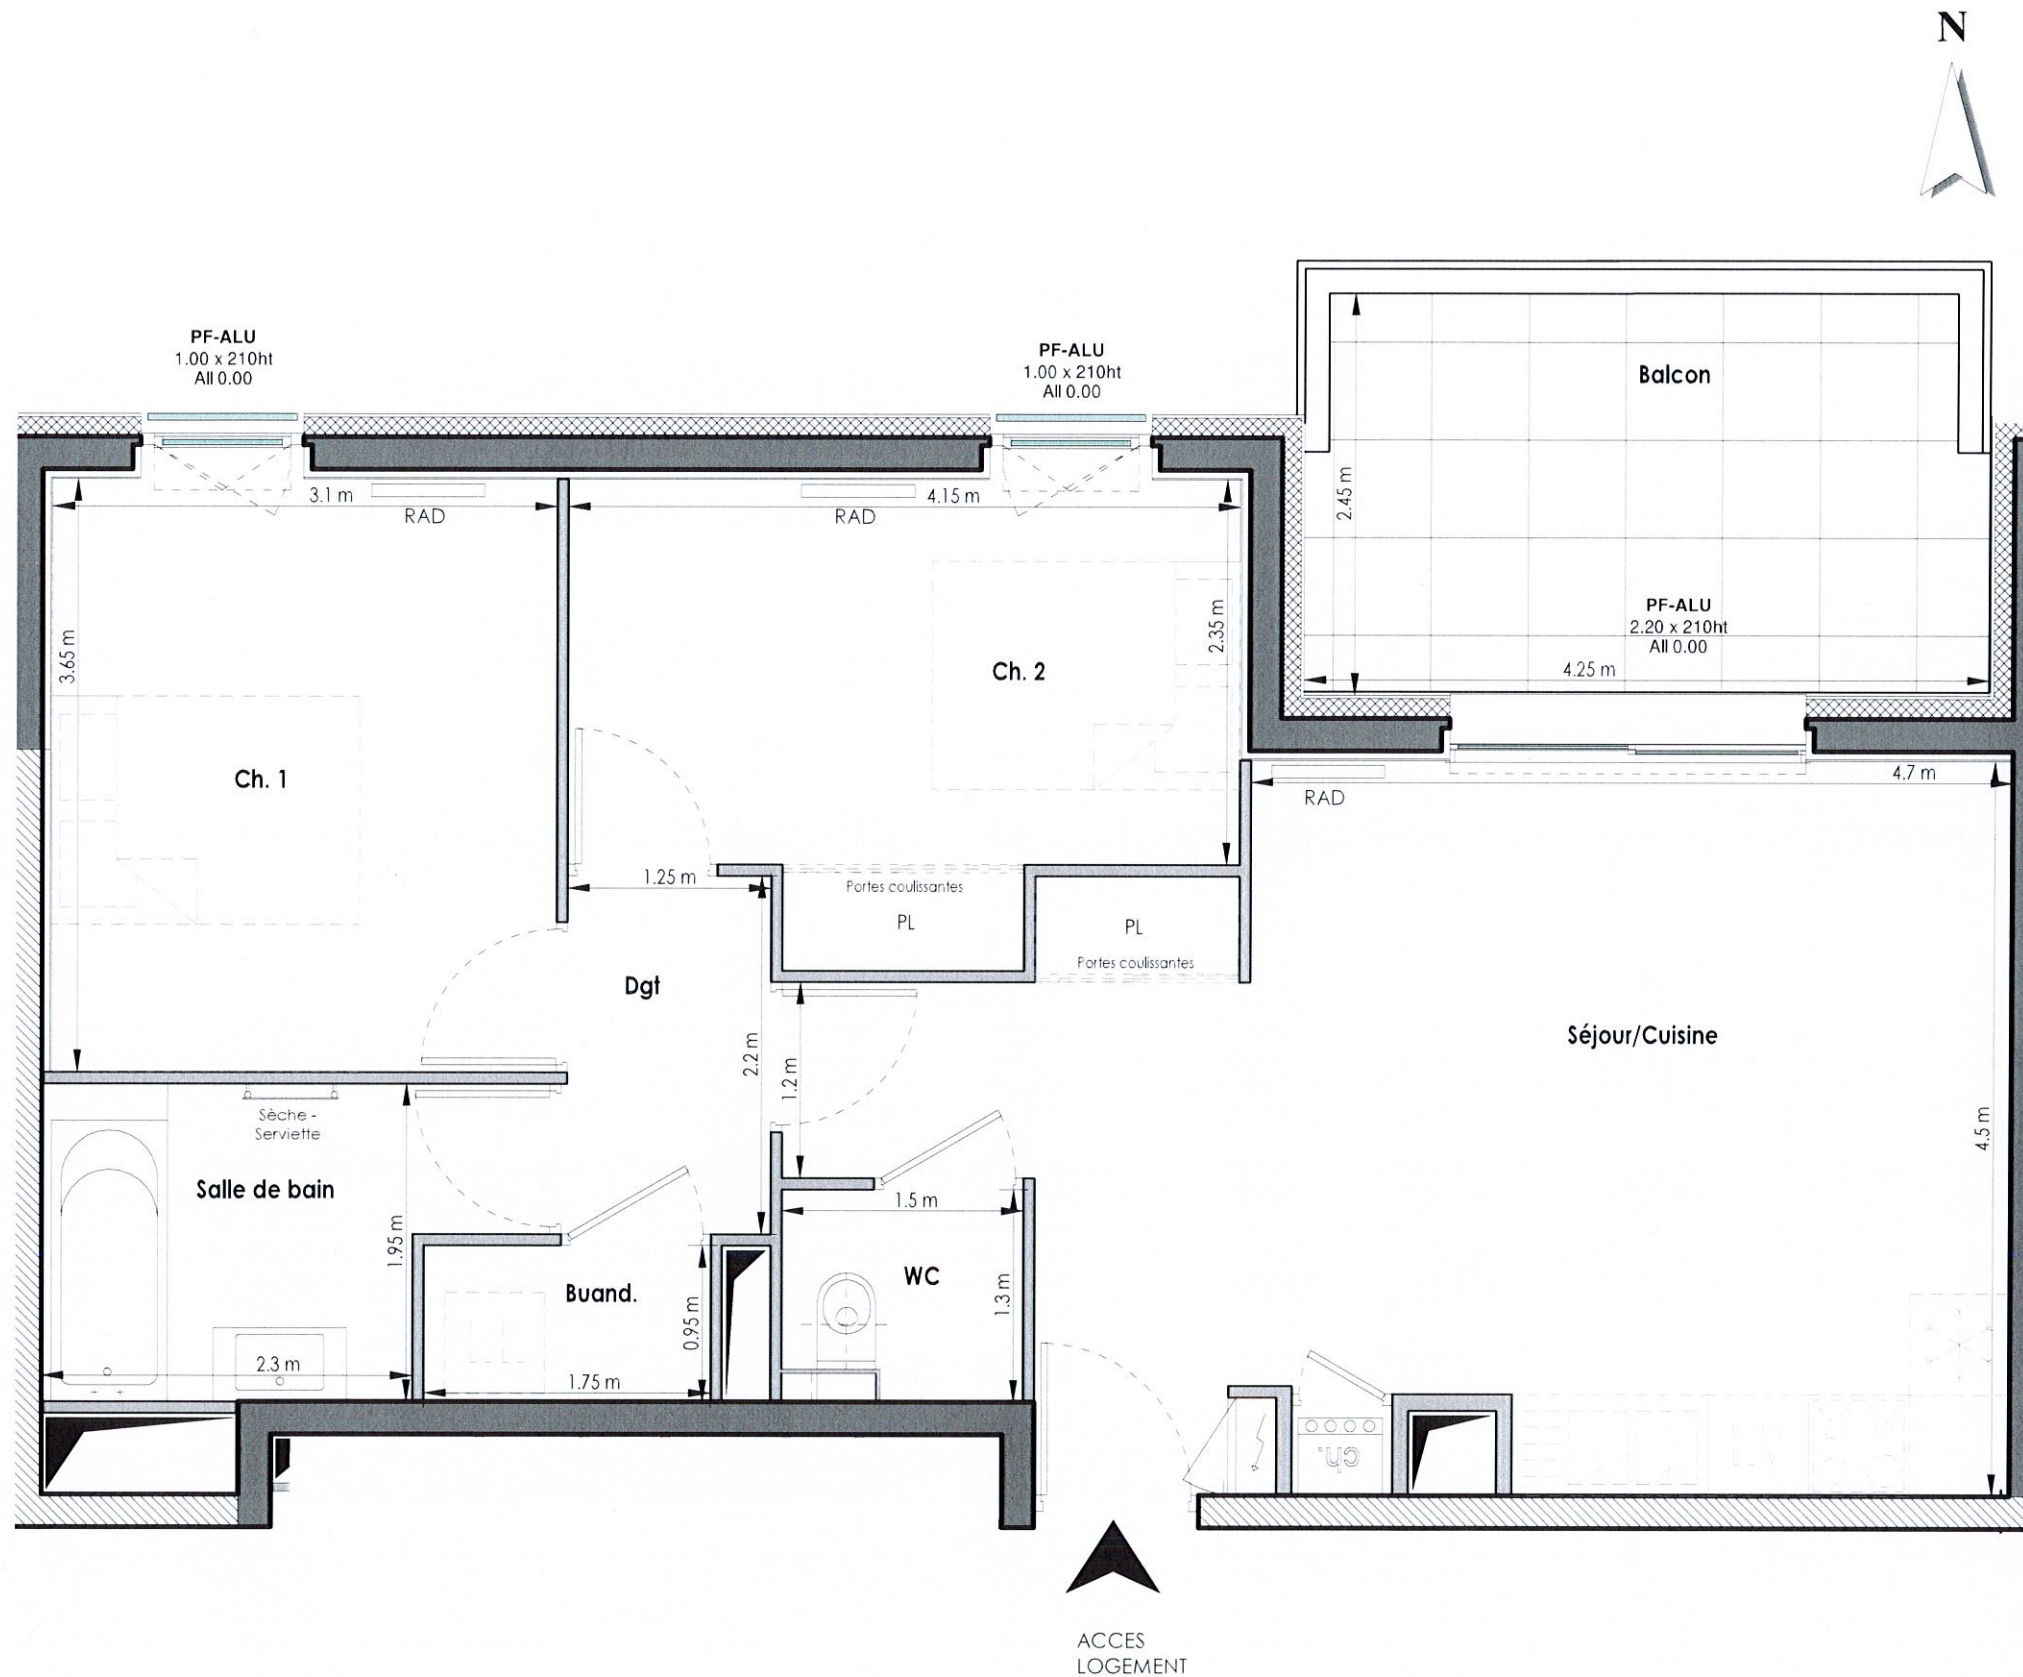 N
PF-ALU
1.00 x 210ht
All 0.00
PF-ALU
1.00 x 210ht
All 0.00
Balcon
2.45 m
PF-ALU
2.20 x 210ht
All 0.00
4.25 m
3.1 m
RAD
4.15 m
RAD
3.65 m
2.35 m
Ch. 1
Ch. 2
4.7 m
RAD
1.25 m
Portes coulissantes
PL
PL
Portes coulissantes
Dgt
2.2 m
1.2 m
Séjour/Cuisine
4.5 m
Sèche -
Serviette
Salle de bain
1.95 m
1.5 m
WC
1.3 m
Buand.
0.95 m
2.3 m
1.75 m
ch.
LV
ACCES
LOGEMENT